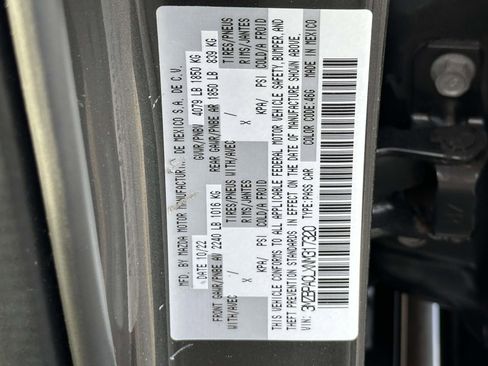 MFD. BY MAZDA MOTOR MANUFACTURI DE MEXICO S.A. DE C.V.
DATE 10/22 GVWR/PNBV 4079 LB 1850 KG
FRONT GAWR/PNBE AV 2240 LB 1016 KG REAR GAWR/PNBE AR 1850 LB 839 KG
WITH/AVEC TIRES/PNEUS WITH/AVEC TIRES/PNEUS
X RIMS/JANTES X RIMS/JANTES
KPA/ PSI COLD/A FROID KPA/ PSI COLD/A FROID
THIS VEHICLE CONFORMS TO ALL APPLICABLE FEDERAL MOTOR VEHICLE SAFETY, BUMPER, AND
THEFT PREVENTION STANDARDS IN EFFECT ON THE DATE OF MANUFACTURE SHOWN ABOVE.
VIN: TYPE: PASS CAR COLOR CODE: 46G MADE IN MEXICO